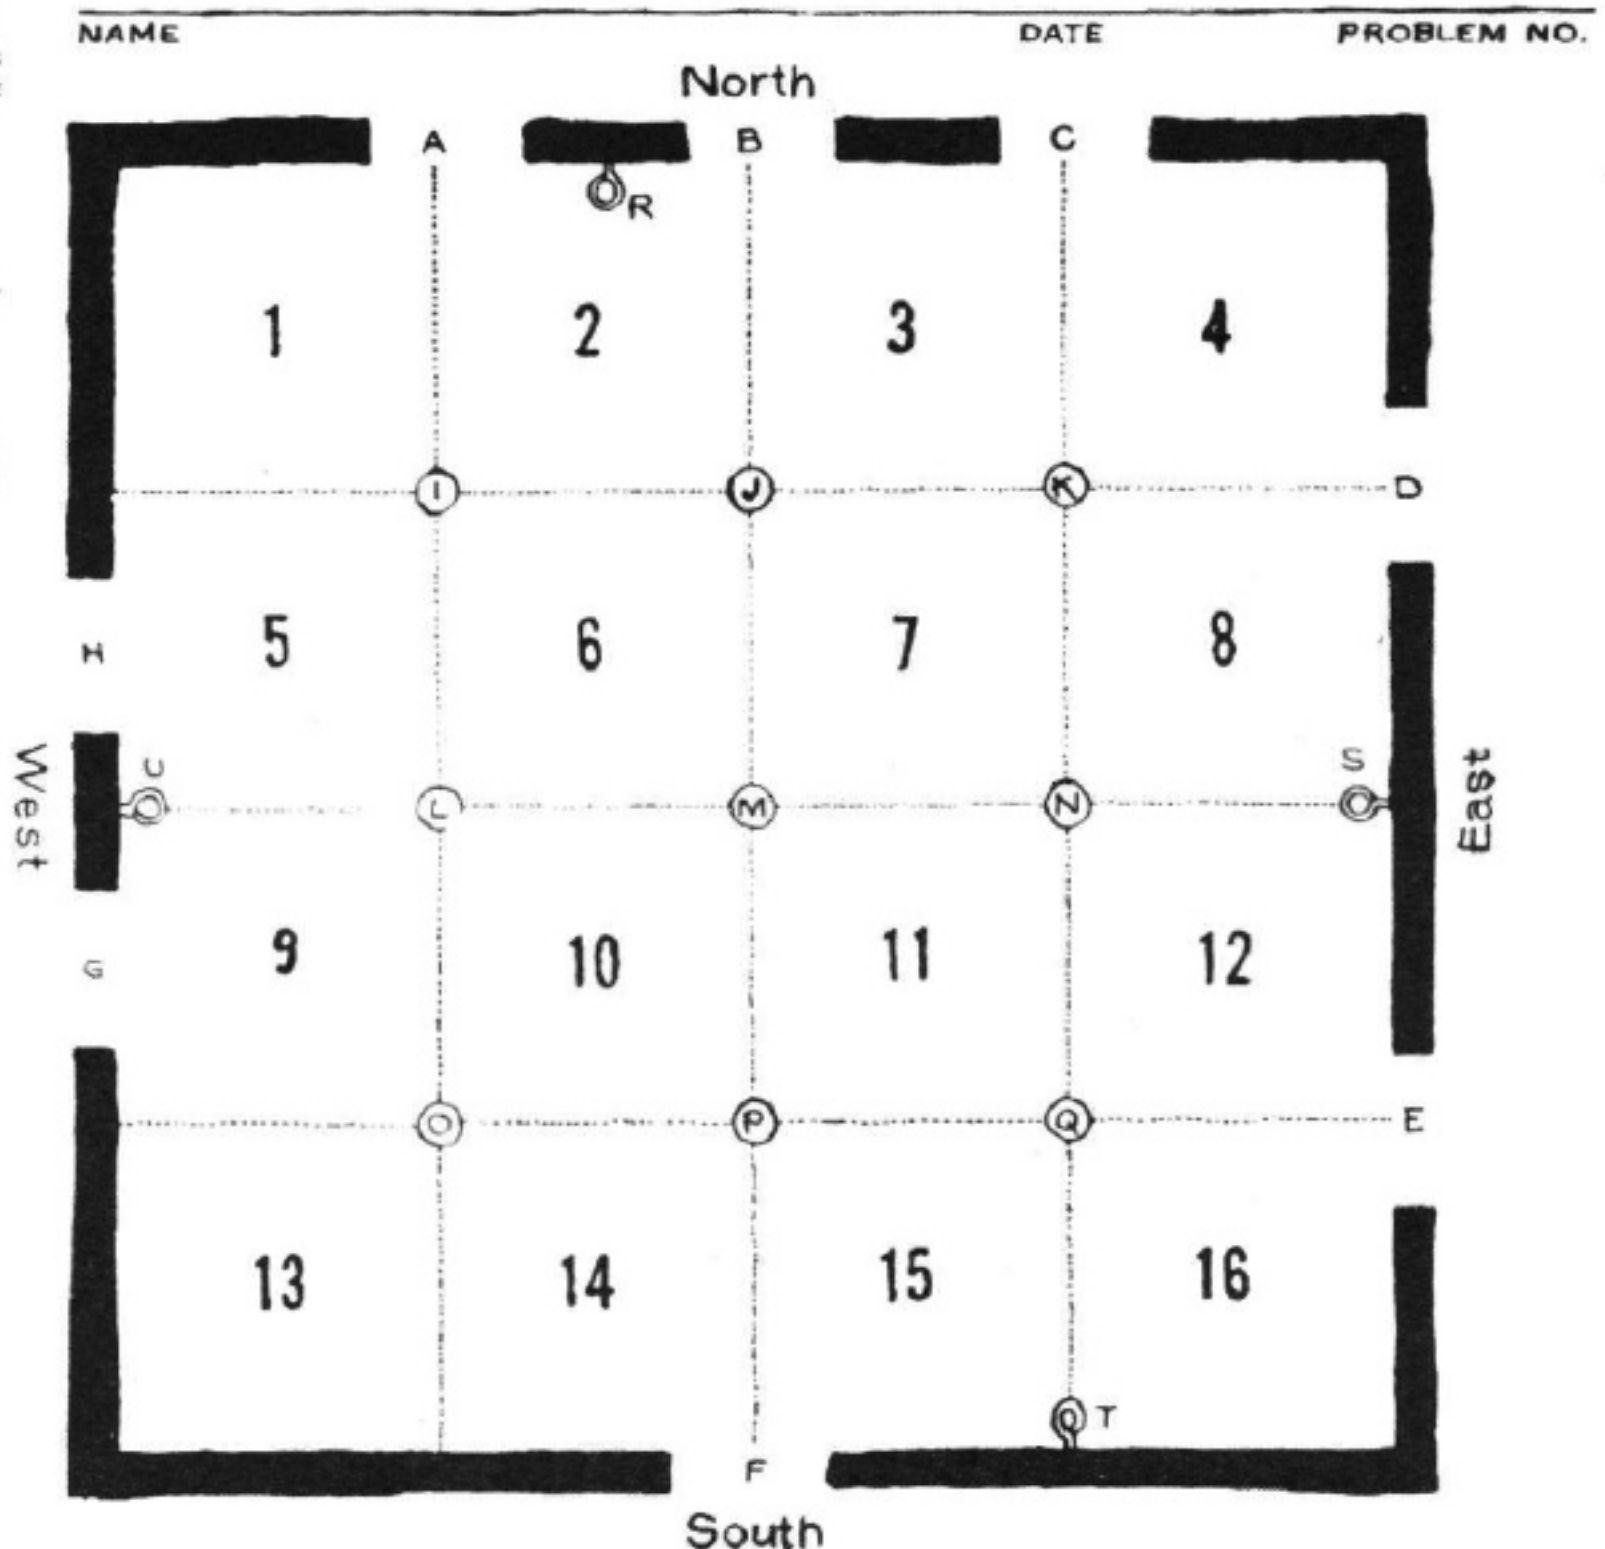 NAME DATE PROBLEM NO.
North
A B C
R
1 2 3 4
I J K D
5 6 7 8
H
West U L M N S East
9 10 11 12
G
O P Q E
13 14 15 16
T
F
South